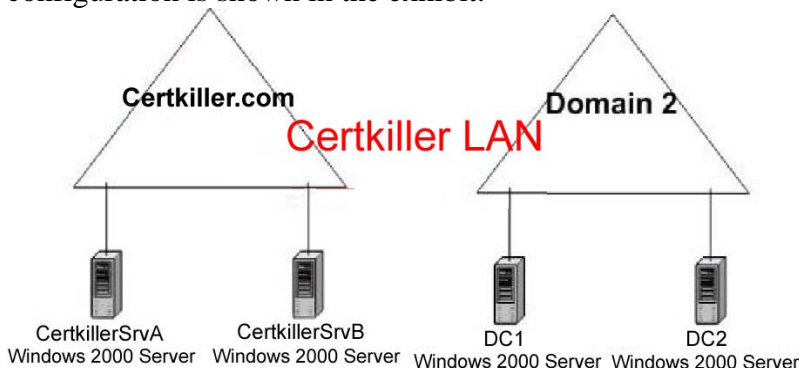 configuration is shown in the exhibit.
Certkiller.com
Domain 2
Certkiller LAN
CertkillerSrvA
Windows 2000 Server
CertkillerSrvB
Windows 2000 Server
DC1
Windows 2000 Server
DC2
Windows 2000 Server